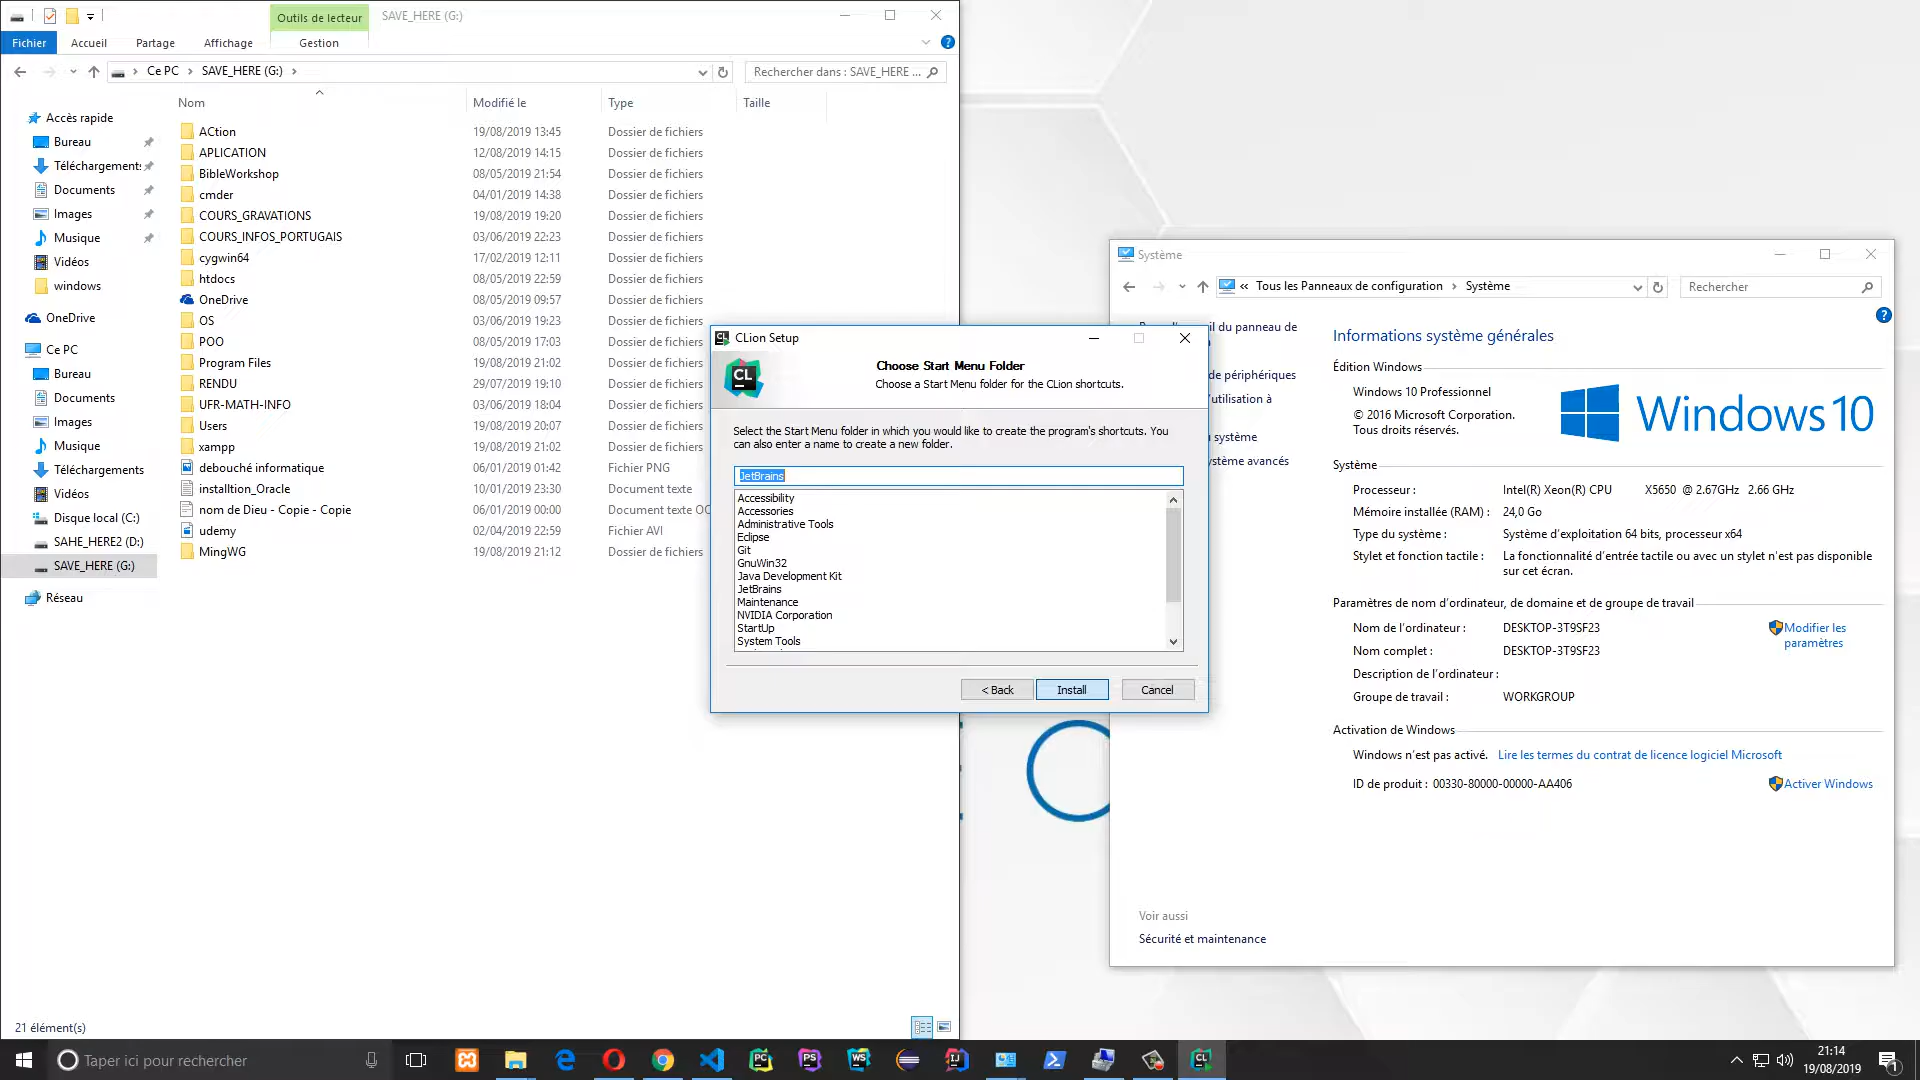 Outils de lecteur
SAVE_HERE (G:)
Fichier
Accueil
Partage
Affichage
Gestion
Ce PC
SAVE_HERE (G:)
Rechercher dans : SAVE_HERE ...
Nom
Modifié le
Type
Taille
Accès rapide
Bureau
Téléchargement
Documents
Images
Musique
Vidéos
windows
OneDrive
Ce PC
Bureau
Documents
Images
Musique
Téléchargements
Vidéos
Disque local (C:)
SAHE_HERE2 (D:)
SAVE_HERE (G:)
Réseau
ACtion 19/08/2019 13:45 Dossier de fichiers
APLICATION 12/08/2019 14:15 Dossier de fichiers
BibleWorkshop 08/05/2019 21:54 Dossier de fichiers
cmder 04/01/2019 14:38 Dossier de fichiers
COURS_GRAVATIONS 19/08/2019 19:20 Dossier de fichiers
COURS_INFOS_PORTUGAIS 03/06/2019 22:23 Dossier de fichiers
cygwin64 17/02/2019 12:11 Dossier de fichiers
htdocs 08/05/2019 22:59 Dossier de fichiers
OneDrive 08/05/2019 09:57 Dossier de fichiers
OS 03/06/2019 19:23 Dossier de fichiers
POO 08/05/2019 17:03 Dossier de fichiers
Program Files 19/08/2019 21:02 Dossier de fichiers
RENDU 29/07/2019 19:10 Dossier de fichiers
UFR-MATH-INFO 03/06/2019 18:04 Dossier de fichiers
Users 19/08/2019 20:07 Dossier de fichiers
xampp 19/08/2019 21:02 Dossier de fichiers
debouché informatique 06/01/2019 01:42 Fichier PNG
installtion_Oracle 10/01/2019 23:30 Document texte
nom de Dieu - Copie - Copie 06/01/2019 00:00 Document texte OC
udemy 02/04/2019 22:59 Fichier AVI
MingWG 19/08/2019 21:12 Dossier de fichiers
21 élément(s)
CLion Setup
CL
Choose Start Menu Folder
Choose a Start Menu folder for the CLion shortcuts.
Select the Start Menu folder in which you would like to create the program's shortcuts. You
can also enter a name to create a new folder.
JetBrains
Accessibility
Accessories
Administrative Tools
Eclipse
Git
GnuWin32
Java Development Kit
JetBrains
Maintenance
NVIDIA Corporation
StartUp
System Tools
< Back
Install
Cancel
Système
« Tous les Panneaux de configuration
Système
Rechercher
du panneau de
de périphériques
utilisation à
système
système avancés
Informations système générales
Édition Windows
Windows 10 Professionnel
© 2016 Microsoft Corporation.
Tous droits réservés.
Windows 10
Système
Processeur : Intel(R) Xeon(R) CPU X5650 @ 2.67GHz 2.66 GHz
Mémoire installée (RAM) : 24,0 Go
Type du système : Système d'exploitation 64 bits, processeur x64
Stylet et fonction tactile : La fonctionnalité d'entrée tactile ou avec un stylet n'est pas disponible
sur cet écran.
Paramètres de nom d'ordinateur, de domaine et de groupe de travail
Nom de l'ordinateur : DESKTOP-3T9SF23
Modifier les
paramètres
Nom complet : DESKTOP-3T9SF23
Description de l'ordinateur :
Groupe de travail : WORKGROUP
Activation de Windows
Windows n'est pas activé. Lire les termes du contrat de licence logiciel Microsoft
ID de produit : 00330-80000-00000-AA406
Activer Windows
Voir aussi
Sécurité et maintenance
Taper ici pour rechercher
PC
PS
WS
IJ
CL
21:14
19/08/2019
1